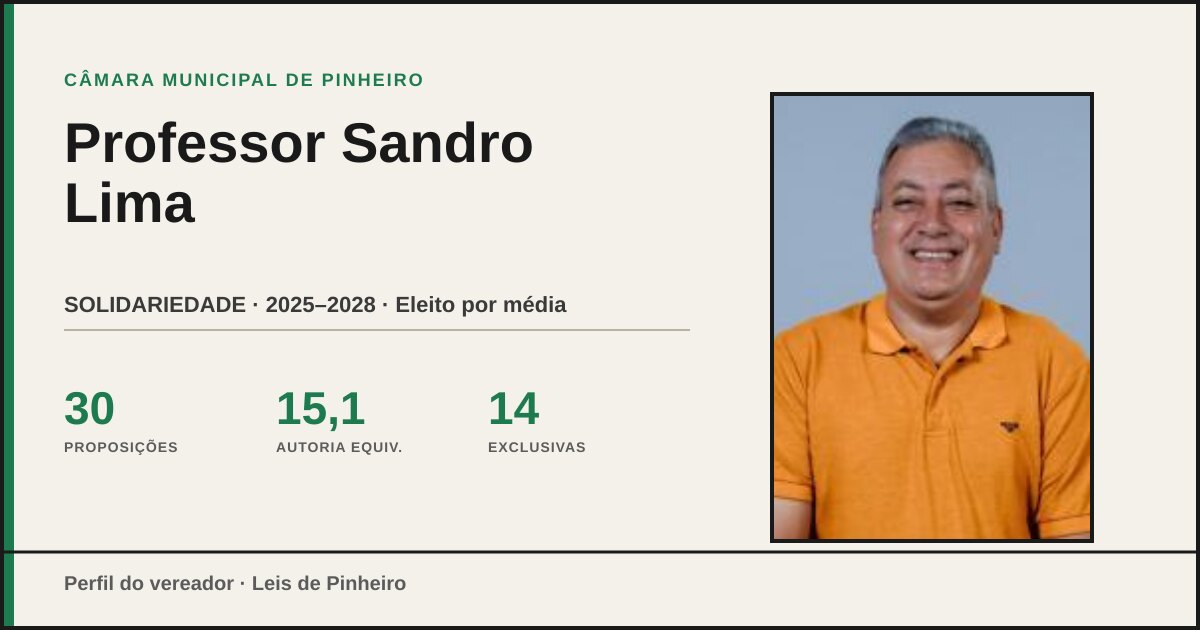 CÂMARA MUNICIPAL DE PINHEIRO
Professor Sandro
Lima
SOLIDARIEDADE · 2025–2028 · Eleito por média
30
PROPOSIÇÕES
15,1
AUTORIA EQUIV.
14
EXCLUSIVAS
Perfil do vereador · Leis de Pinheiro